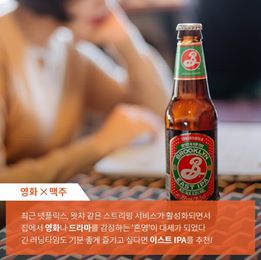 BROOKLYN
EAST IPA
영화 × 맥주
최근 넷플릭스, 왓챠 같은 스트리밍 서비스가 활성화되면서
집에서 영화나 드라마를 감상하는 '혼영'이 대세가 되었다
긴 러닝타임도 기분 좋게 즐기고 싶다면 이스트 IPA를 추천!